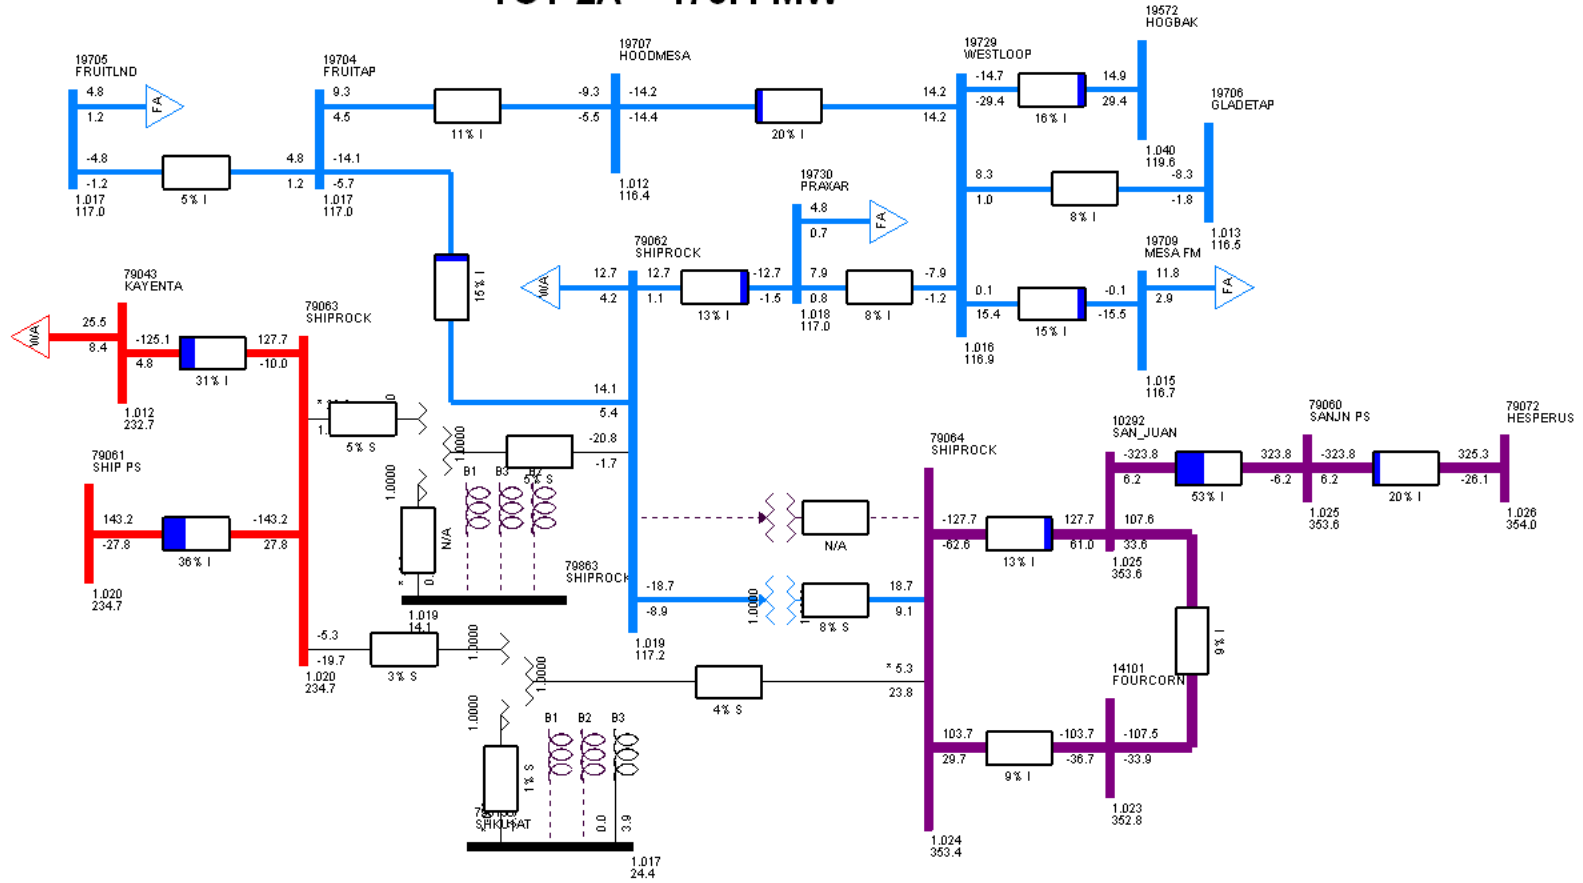 19705
FRUITLND
4.8
1.2
FA
-4.8
-1.2
5% I
4.8
1.2
1.017
117.0
19704
FRUITAP
9.3
4.5
11% I
-9.3
-5.5
-14.1
-5.7
1.017
117.0
15% I
14.1
5.4
19707
HOODMESA
-14.2
-14.4
20% I
14.2
14.2
1.012
116.4
19729
WESTLOOP
-14.7
-29.4
16% I
14.9
29.4
19572
HOGBAK
1.040
119.6
19706
GLADETAP
8.3
1.0
8% I
-8.3
-1.8
1.013
116.5
19730
PRAXAR
4.8
0.7
FA
79062
SHIPROCK
WA
12.7
4.2
12.7
1.1
13% I
-12.7
-1.5
7.9
0.8
8% I
-7.9
-1.2
1.018
117.0
0.1
15.4
15% I
-0.1
-15.5
19709
MESA FM
11.8
2.9
FA
1.016
116.9
1.015
116.7
79043
KAYENTA
WA
25.5
8.4
-125.1
4.8
31% I
127.7
-10.0
1.012
232.7
79063
SHIPROCK
5% S
1.0000
5% S
-20.8
-1.7
1.0000
N/A
B1
B3
B2
79863
SHIPROCK
1.019
14.1
79061
SHIP PS
143.2
-27.8
36% I
-143.2
27.8
1.020
234.7
-5.3
-19.7
3% S
1.0000
1.020
234.7
1.0000
4% S
* 5.3
23.8
1.0000
1% S
B1
B2
B3
0.0
3.9
1.017
24.4
N/A
-18.7
-8.9
1.0000
8% S
18.7
9.1
1.019
117.2
79064
SHIPROCK
-127.7
-62.6
13% I
127.7
61.0
10292
SAN_JUAN
-323.8
6.2
53% I
323.8
-6.2
107.6
33.6
1.025
353.6
79060
SANJN PS
-323.8
6.2
20% I
325.3
-26.1
1.025
353.6
79072
HESPERUS
1.026
354.0
9% I
14101
FOURCORN
103.7
29.7
9% I
-103.7
-36.7
-107.5
-33.9
1.023
352.8
1.024
353.4